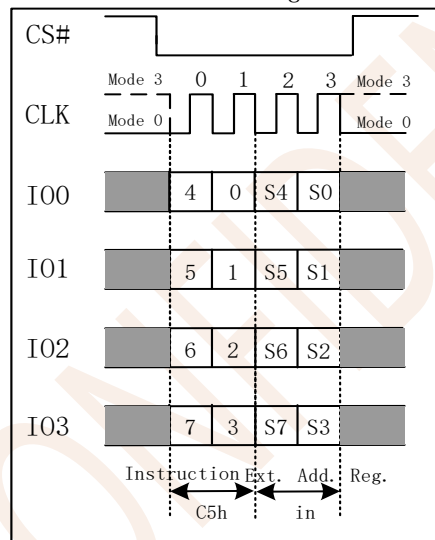 CS#
Mode 3 0 1 2 3 Mode 3
CLK
Mode 0 Mode 0
IO0 4 0 S4 S0
IO1 5 1 S5 S1
IO2 6 2 S6 S2
IO3 7 3 S7 S3
Instruction Ext. Add. Reg.
C5h in